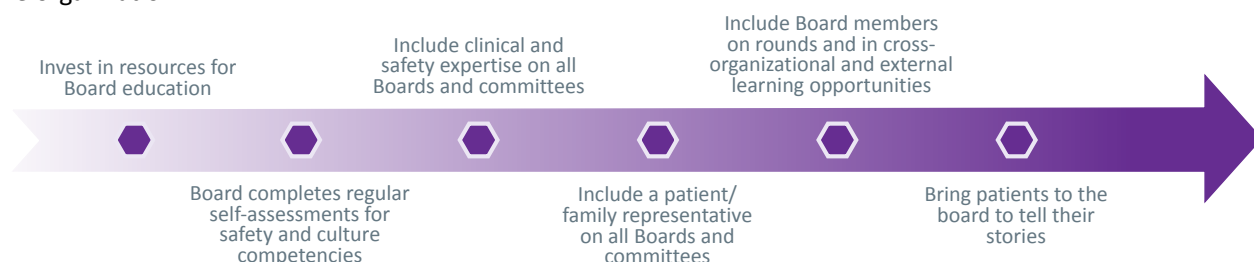 Invest in resources for
Board education
Board completes regular
self-assessments for
safety and culture
competencies
Include clinical and
safety expertise on all
Boards and committees
Include a patient/
family representative
on all Boards and
committees
Include Board members
on rounds and in cross-
organizational and external
learning opportunities
Bring patients to the
board to tell their
stories